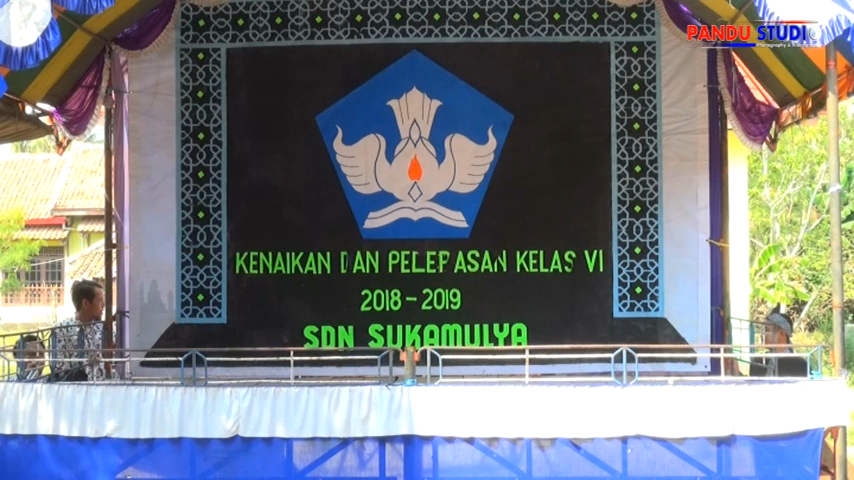 PANDU STUDIO
KENAIKAN DAN PELEPASAN KELAS VI
2018 - 2019
SDN SUKAMULYA